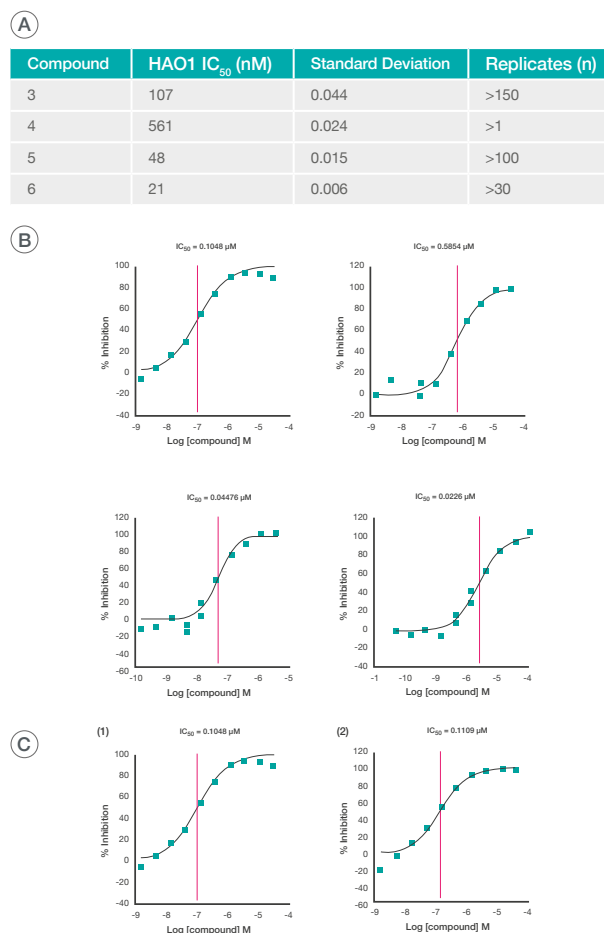 A
Compound HAO1 IC50 (nM) Standard Deviation Replicates (n)
3 107 0.044 >150
4 561 0.024 >1
5 48 0.015 >100
6 21 0.006 >30
B
IC50 = 0.1048 µM
% Inhibition
100
80
60
40
20
0
-20
-40
-9 -8 -7 -6 -5 -4
Log [compound] M
IC50 = 0.5854 µM
% Inhibition
120
100
80
60
40
20
0
-20
-9 -8 -7 -6 -5 -4
Log [compound] M
IC50 = 0.04476 µM
% Inhibition
120
100
80
60
40
20
0
-20
-40
-60
-10 -9 -8 -7 -6 -5
Log [compound] M
IC50 = 0.0226 µM
% Inhibition
120
100
80
60
40
20
0
-20
-40
-1 -10 -9 -8 -7 -6 -5 -4
Log [compound] M
C
(1)
IC50 = 0.1048 µM
% Inhibition
100
80
60
40
20
0
-20
-40
-9 -8 -7 -6 -5 -4
Log [compound] M
(2)
IC50 = 0.1109 µM
% Inhibition
120
100
80
60
40
20
0
-20
-40
-60
-9 -8 -7 -6 -5 -4
Log [compound] M